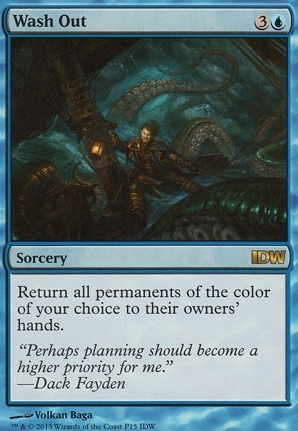 Wash Out 3
IDW
Sorcery
Return all permanents of the color
of your choice to their owners'
hands.
“Perhaps planning should become a
higher priority for me.”
—Dack Fayden
Volkan Baga
™ & © 2013 Wizards of the Coast P15 IDW